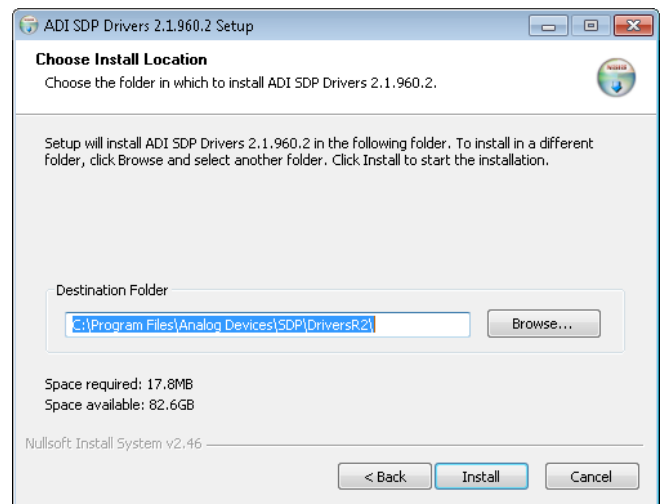 ADI SDP Drivers 2.1.960.2 Setup
Choose Install Location
Choose the folder in which to install ADI SDP Drivers 2.1.960.2.
Setup will install ADI SDP Drivers 2.1.960.2 in the following folder. To install in a different
folder, click Browse and select another folder. Click Install to start the installation.
Destination Folder
C:\Program Files\Analog Devices\SDP\DriversR2\
Browse...
Space required: 17.8MB
Space available: 82.6GB
Nullsoft Install System v2.46
< Back
Install
Cancel